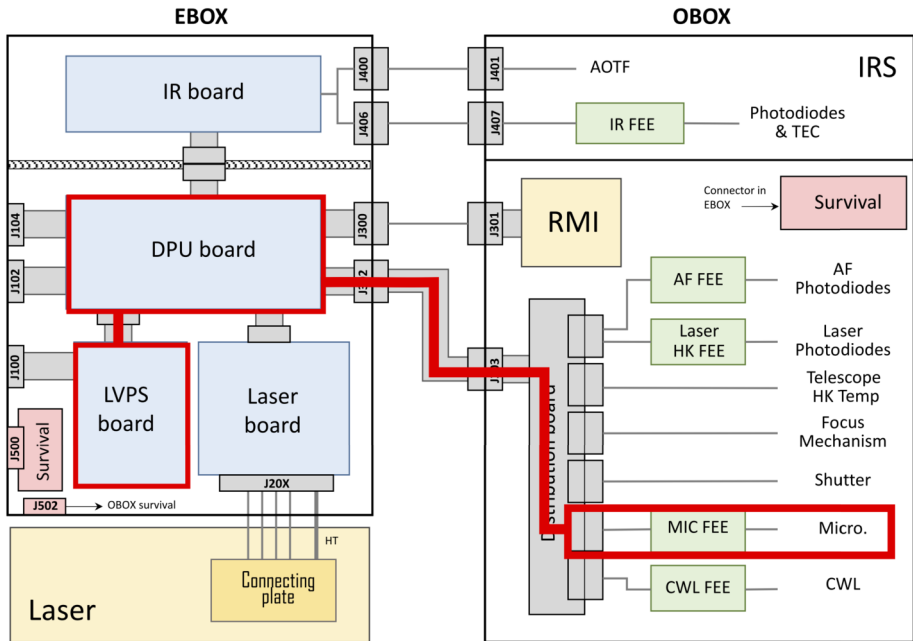 EBOX
OBOX
IR board
J400
J401
AOTF
IRS
J406
J407
IR FEE
Photodiodes
& TEC
J104
DPU board
J300
J301
RMI
Connector in
EBOX
Survival
J102
AF FEE
AF
Photodiodes
Laser
HK FEE
Laser
Photodiodes
J100
LVPS
board
Laser
board
Telescope
HK Temp
Focus
Mechanism
J500
Survival
Shutter
J20X
J502
OBOX survival
board
MIC FEE
Micro.
HT
Connecting
plate
CWL FEE
CWL
Laser